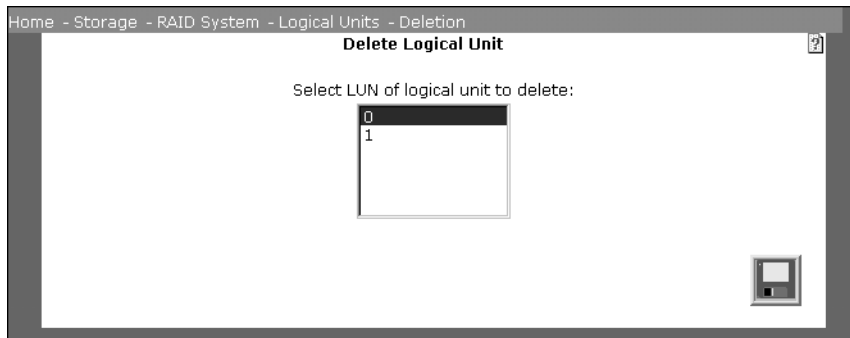 Home - Storage - RAID System - Logical Units - Deletion
Delete Logical Unit
?
Select LUN of logical unit to delete:
0
1